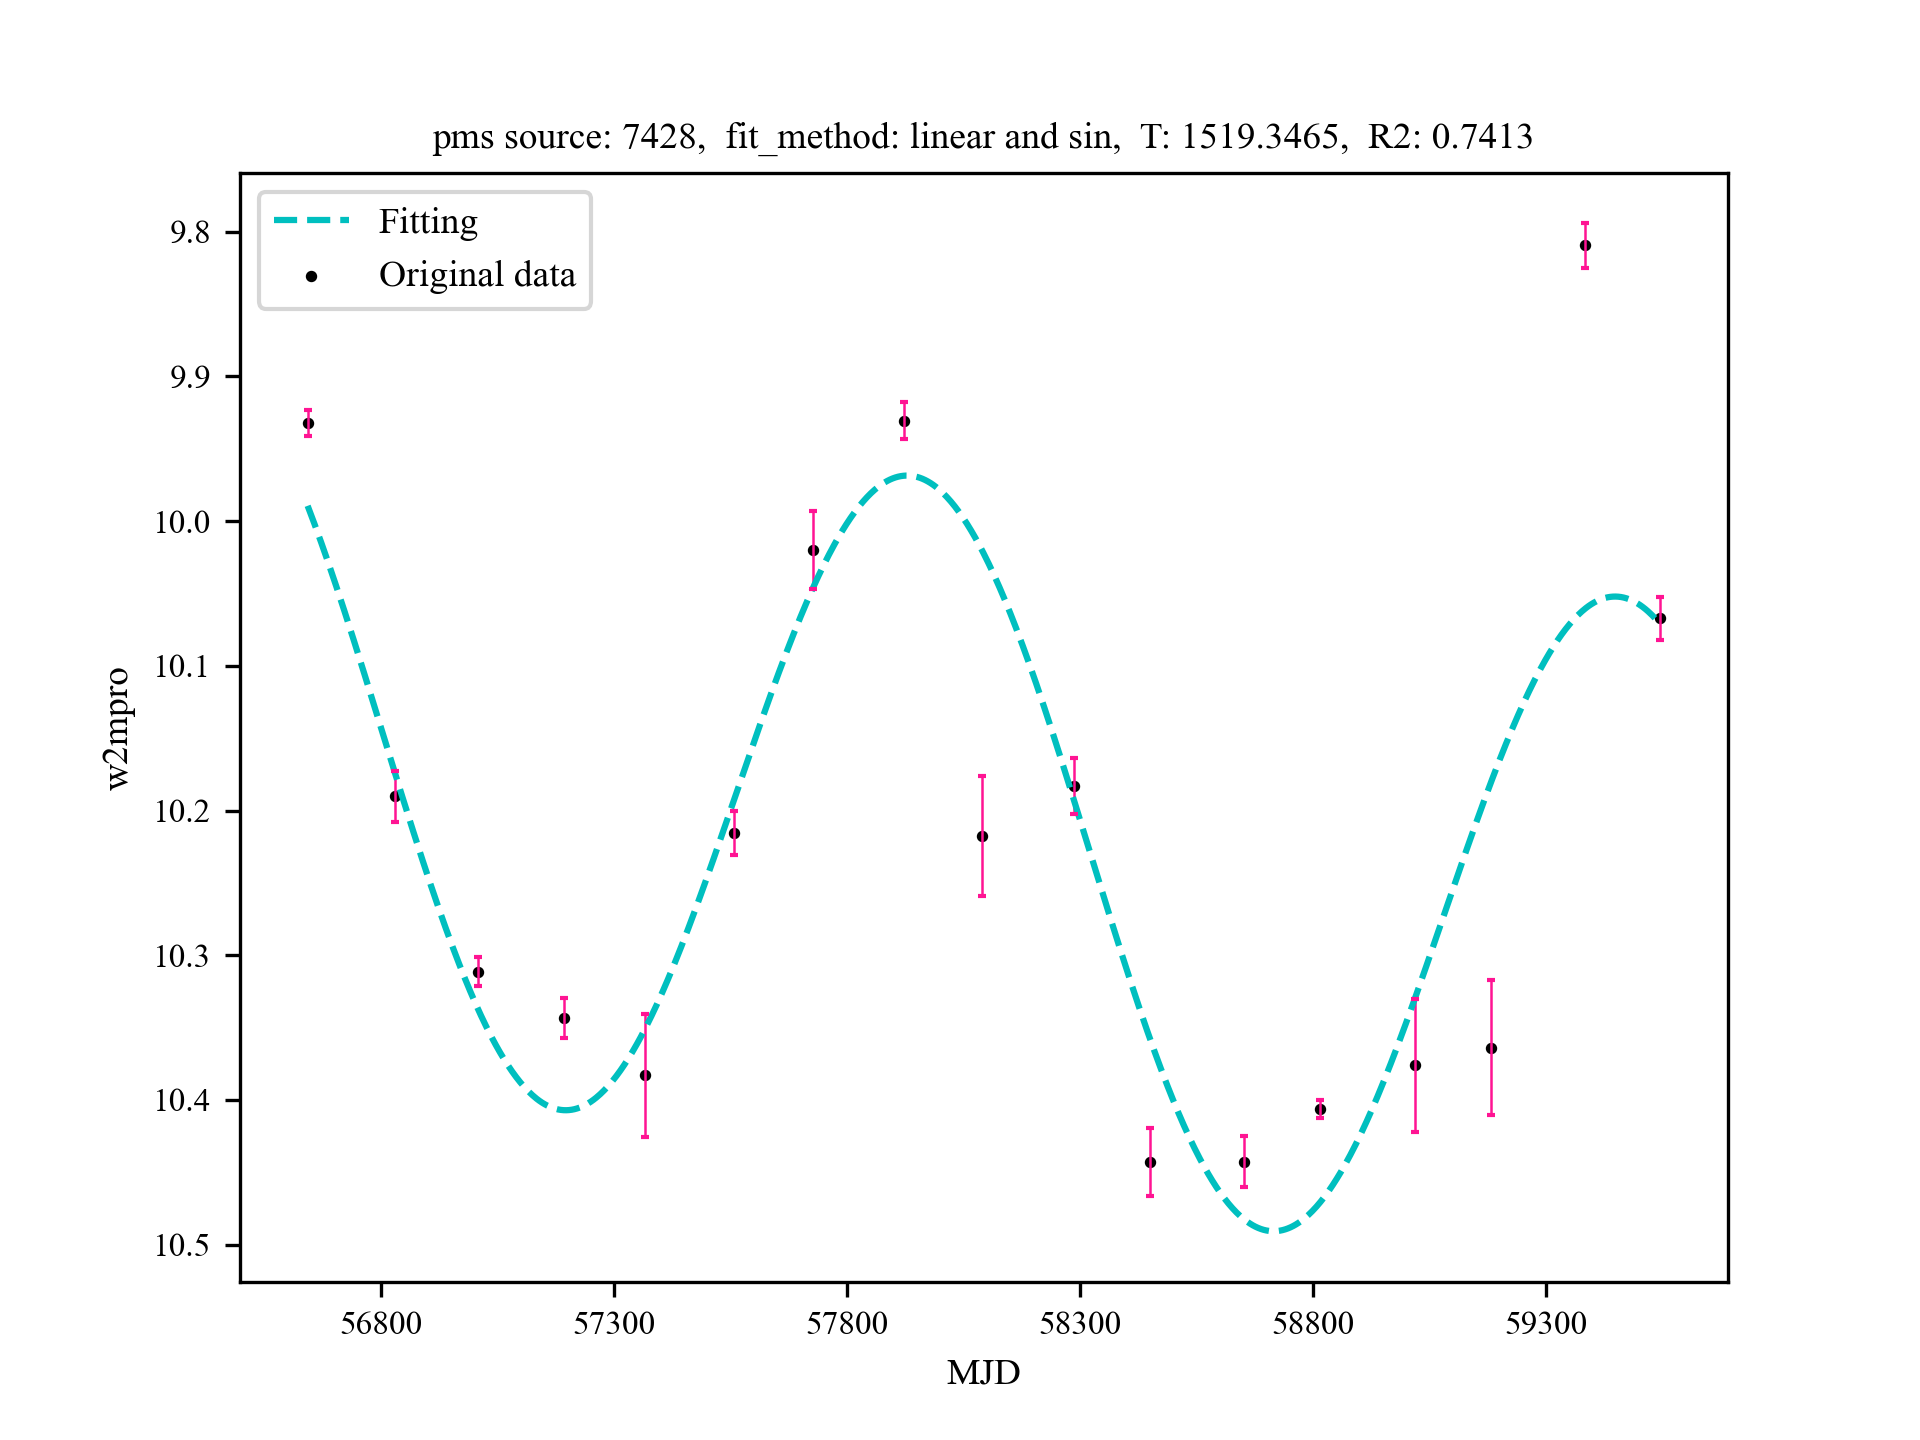 pms source: 7428, fit_method: linear and sin, T: 1519.3465, R2: 0.7413
Fitting
Original data
9.8
9.9
10.0
10.1
10.2
10.3
10.4
10.5
w2mpro
56800 57300 57800 58300 58800 59300
MJD